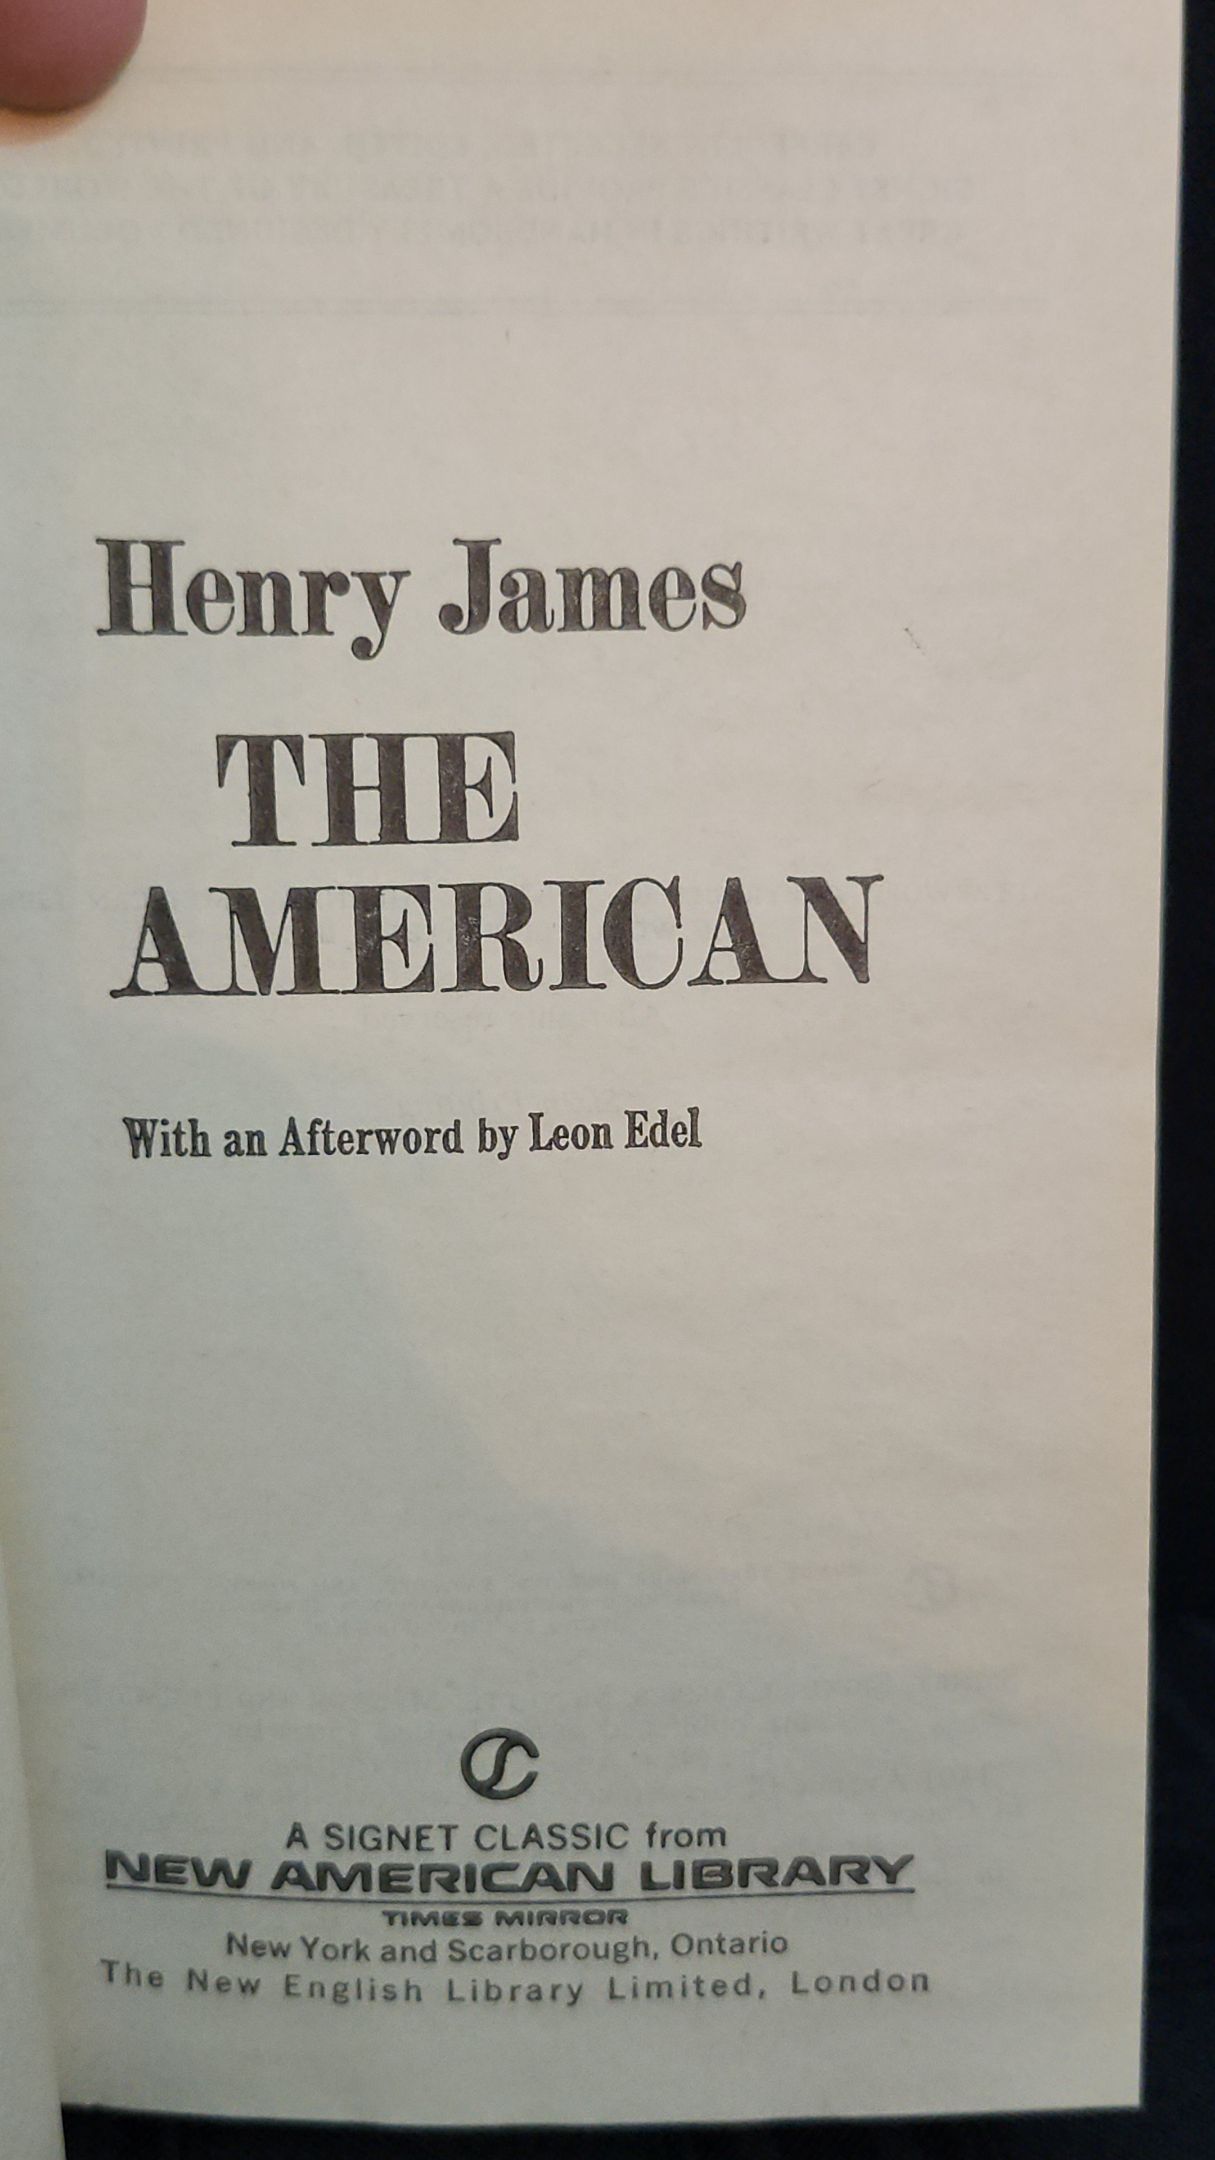 Henry James
THE
AMERICAN
With an Afterword by Leon Edel
A SIGNET CLASSIC from
NEW AMERICAN LIBRARY
TIMES MIRROR
New York and Scarborough, Ontario
The New English Library Limited, London